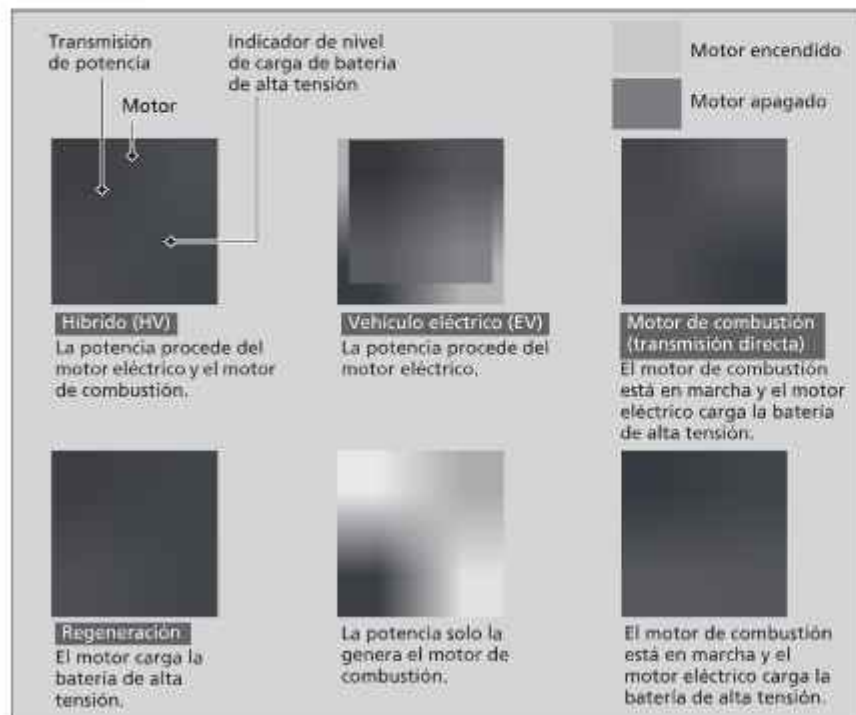 Transmisión
de potencia
Motor
Indicador de nivel
de carga de batería
de alta tensión
Motor encendido
Motor apagado
Híbrido (HV)
La potencia procede del
motor eléctrico y el motor
de combustión.
Vehículo eléctrico (EV)
La potencia procede del
motor eléctrico.
Motor de combustión
(transmisión directa)
El motor de combustión
está en marcha y el motor
eléctrico carga la batería
de alta tensión.
Regeneración
El motor carga la
batería de alta
tensión.
La potencia solo la
genera el motor de
combustión.
El motor de combustión
está en marcha y el
motor eléctrico carga la
batería de alta tensión.